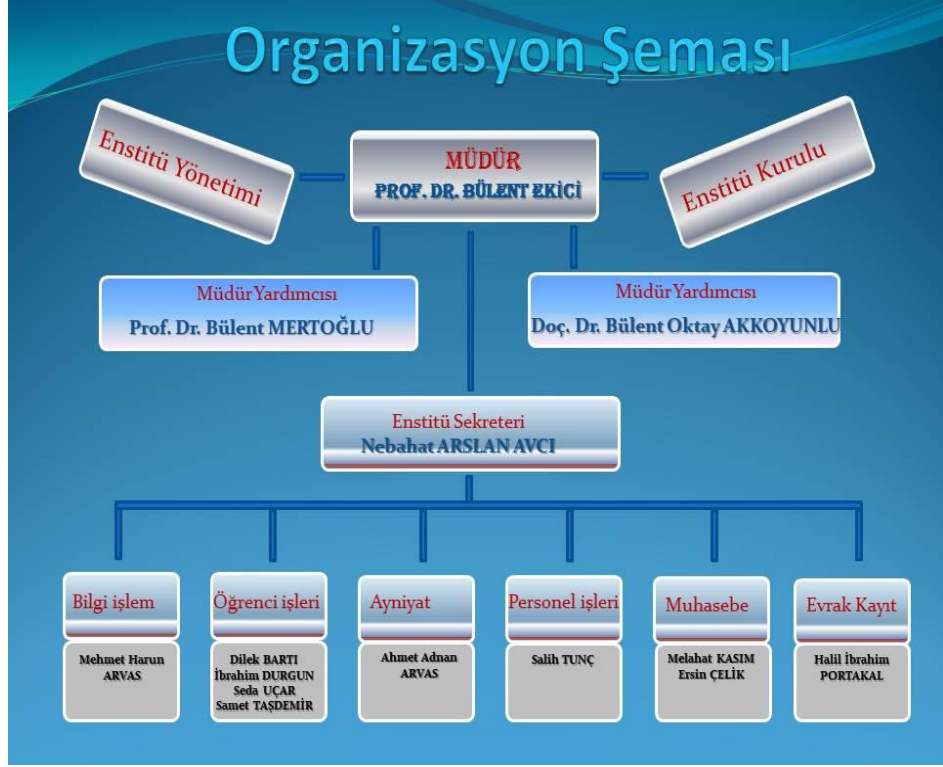 Organizasyon Şeması
Enstitü Yönetimi
MÜDÜR
PROF. DR. BÜLENT EKİCİ
Enstitü Kurulu
Müdür Yardımcısı
Prof. Dr. Bülent MERTOĞLU
Müdür Yardımcısı
Doç. Dr. Bülent Oktay AKKOYUNLU
Enstitü Sekreteri
Nebahat ARSLAN AVCI
Bilgi işlem
Mehmet Harun
ARVAS
Öğrenci işleri
Dilek BARTI
İbrahim DURGUN
Seda UÇAR
Samet TAŞDEMİR
Ayniyat
Ahmet Adnan
ARVAS
Personel işleri
Salih TUNÇ
Muhasebe
Melahat KASIM
Ersin ÇELİK
Evrak Kayıt
Halil İbrahim
PORTAKAL